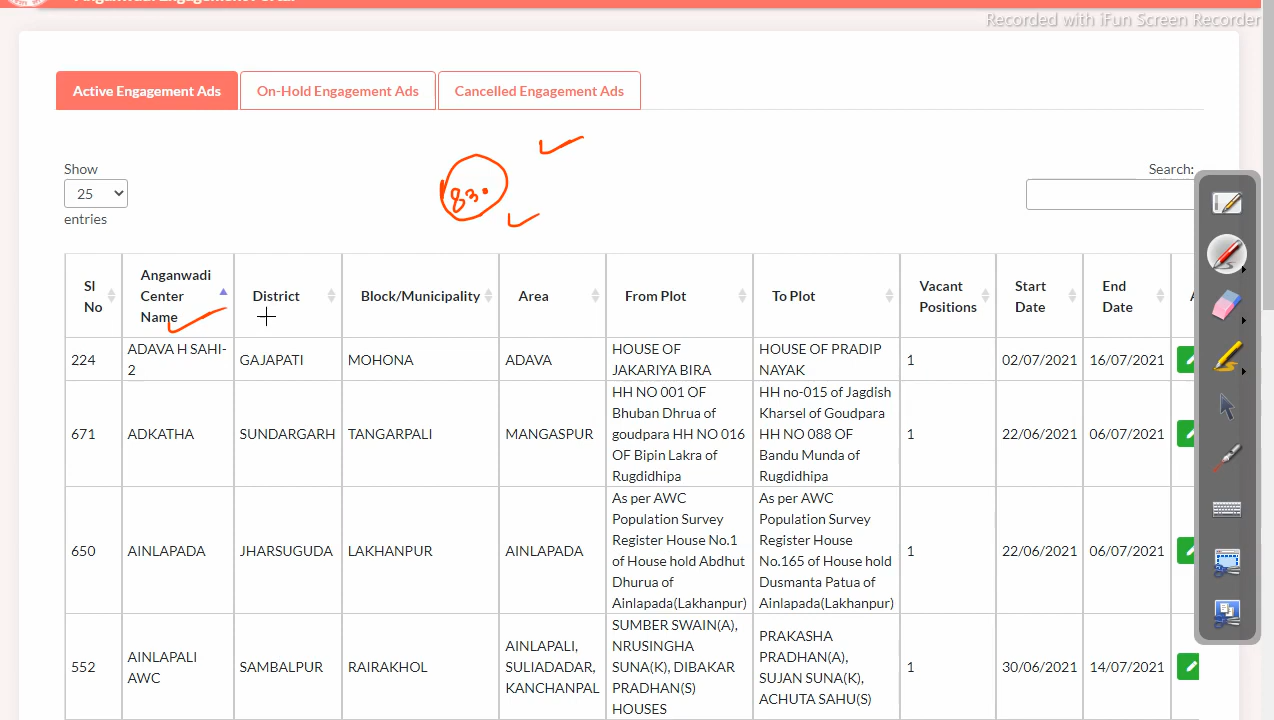 Anganwadi Engagement Portal
Recorded with iFun Screen Recorder
Active Engagement Ads
On-Hold Engagement Ads
Cancelled Engagement Ads
Show
25
entries
830
Search:
Sl No
Anganwadi Center Name
District
Block/Municipality
Area
From Plot
To Plot
Vacant Positions
Start Date
End Date
224
ADAVA H SAHI-
2
GAJAPATI
MOHONA
ADAVA
HOUSE OF
JAKARIYA BIRA
HOUSE OF PRADIP
NAYAK
1
02/07/2021
16/07/2021
671
ADKATHA
SUNDARGARH
TANGARPALI
MANGASPUR
HH NO 001 OF
Bhuban Dhrua of
goudpara HH NO 016
OF Bipin Lakra of
Rugdidhipa
HH no-015 of Jagdish
Kharsel of Goudpara
HH NO 088 OF
Bandu Munda of
Rugdidhipa
1
22/06/2021
06/07/2021
650
AINLAPADA
JHARSUGUDA
LAKHANPUR
AINLAPADA
As per AWC
Population Survey
Register House No.1
of House hold Abdhut
Dhurua of
Ainlapada(Lakhanpur)
As per AWC
Population Survey
Register House
No.165 of House hold
Dusmanta Patua of
Ainlapada(Lakhanpur)
1
22/06/2021
06/07/2021
552
AINLAPALI
AWC
SAMBALPUR
RAIRAKHOL
AINLAPALI,
SULIADADAR,
KANCHANPAL
SUMBER SWAIN(A),
NRUSINGHA
SUNA(K), DIBAKAR
PRADHAN(S)
HOUSES
PRAKASHA
PRADHAN(A),
SUJAN SUNA(K),
ACHUTA SAHU(S)
1
30/06/2021
14/07/2021